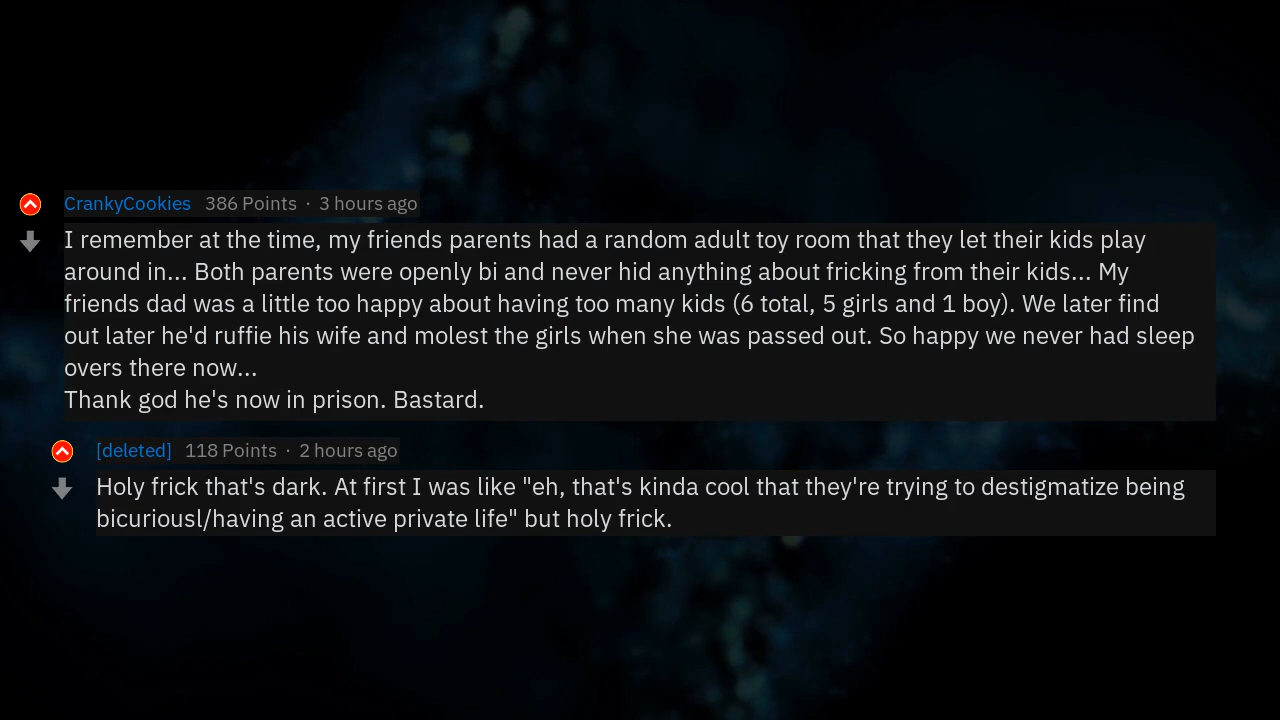 CrankyCookies 386 Points · 3 hours ago
I remember at the time, my friends parents had a random adult toy room that they let their kids play
around in... Both parents were openly bi and never hid anything about fricking from their kids... My
friends dad was a little too happy about having too many kids (6 total, 5 girls and 1 boy). We later find
out later he'd ruffie his wife and molest the girls when she was passed out. So happy we never had sleep
overs there now...
Thank god he's now in prison. Bastard.
[deleted] 118 Points · 2 hours ago
Holy frick that's dark. At first I was like "eh, that's kinda cool that they're trying to destigmatize being
bicuriousl/having an active private life" but holy frick.